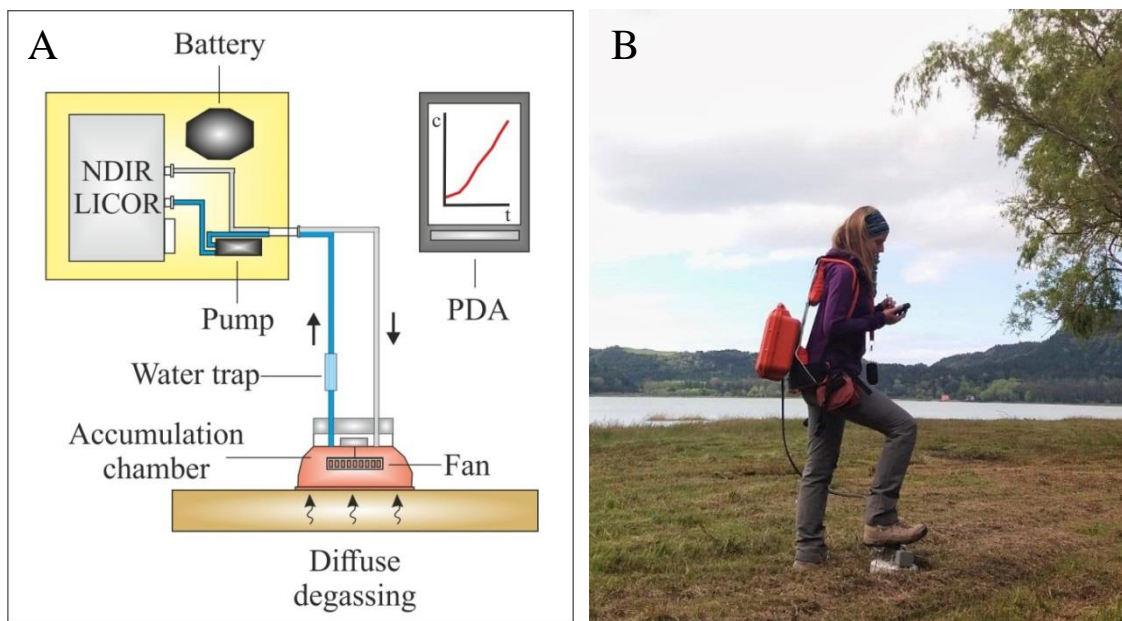 A
Battery
NDIR
LICOR
Pump
c
t
PDA
Water trap
Accumulation
chamber
Fan
Diffuse
degassing
B